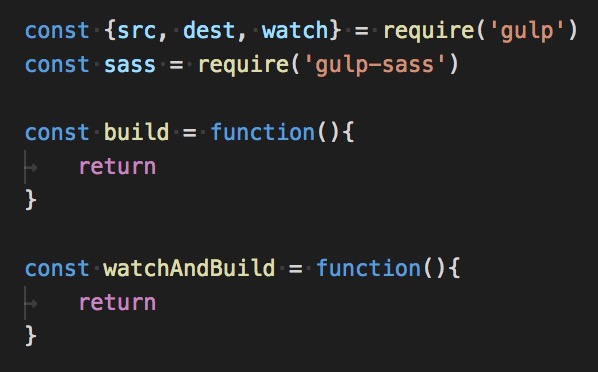 const {src, dest, watch} = require('gulp')
const sass = require('gulp-sass')
const build = function(){
    return
}
const watchAndBuild = function(){
    return
}